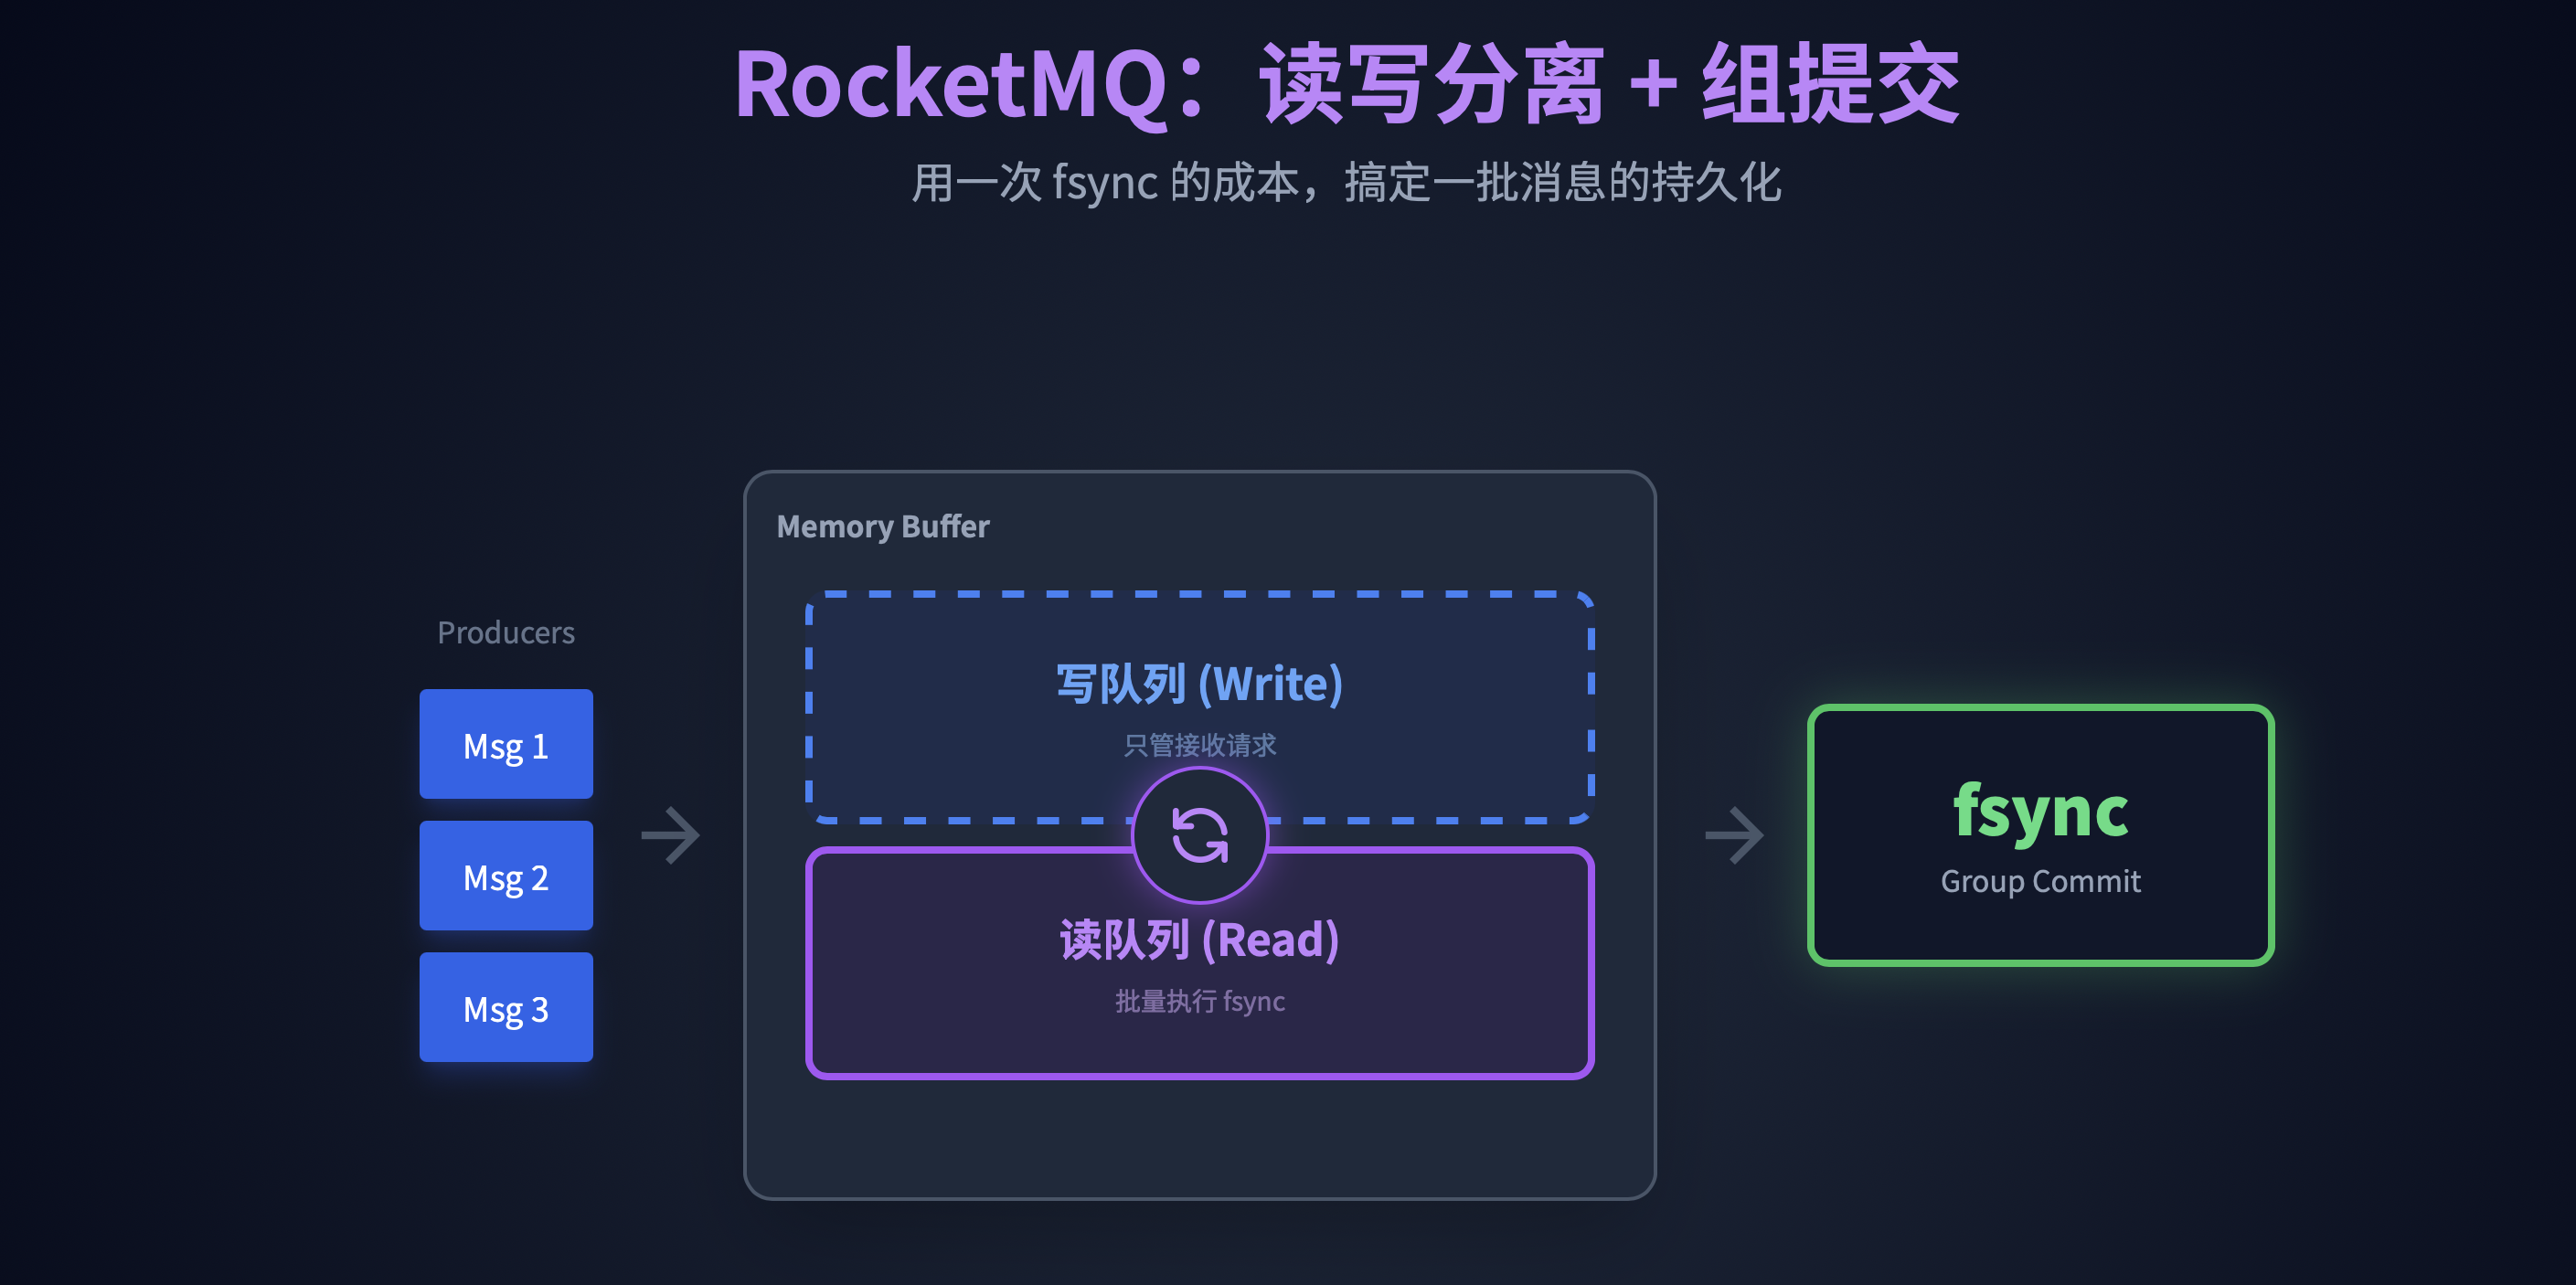 RocketMQ：读写分离 + 组提交
用一次 fsync 的成本，搞定一批消息的持久化
Memory Buffer
Producers
Msg 1
Msg 2
Msg 3
写队列 (Write)
只管接收请求
读队列 (Read)
批量执行 fsync
fsync
Group Commit